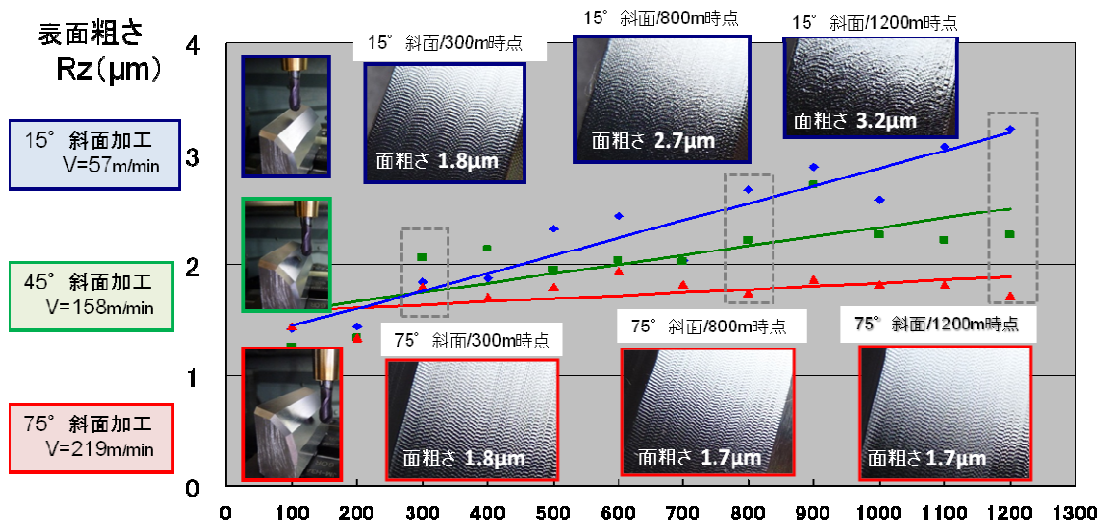 表面粗さ
Rz(μm)
15° 斜面加工
V=57m/min
45° 斜面加工
V=158m/min
75° 斜面加工
V=219m/min
4
3
2
1
0
15° 斜面/300m時点
面粗さ 1.8μm
15° 斜面/800m時点
面粗さ 2.7μm
15° 斜面/1200m時点
面粗さ 3.2μm
75° 斜面/300m時点
面粗さ 1.8μm
75° 斜面/800m時点
面粗さ 1.7μm
75° 斜面/1200m時点
面粗さ 1.7μm
0 100 200 300 400 500 600 700 800 900 1000 1100 1200 1300